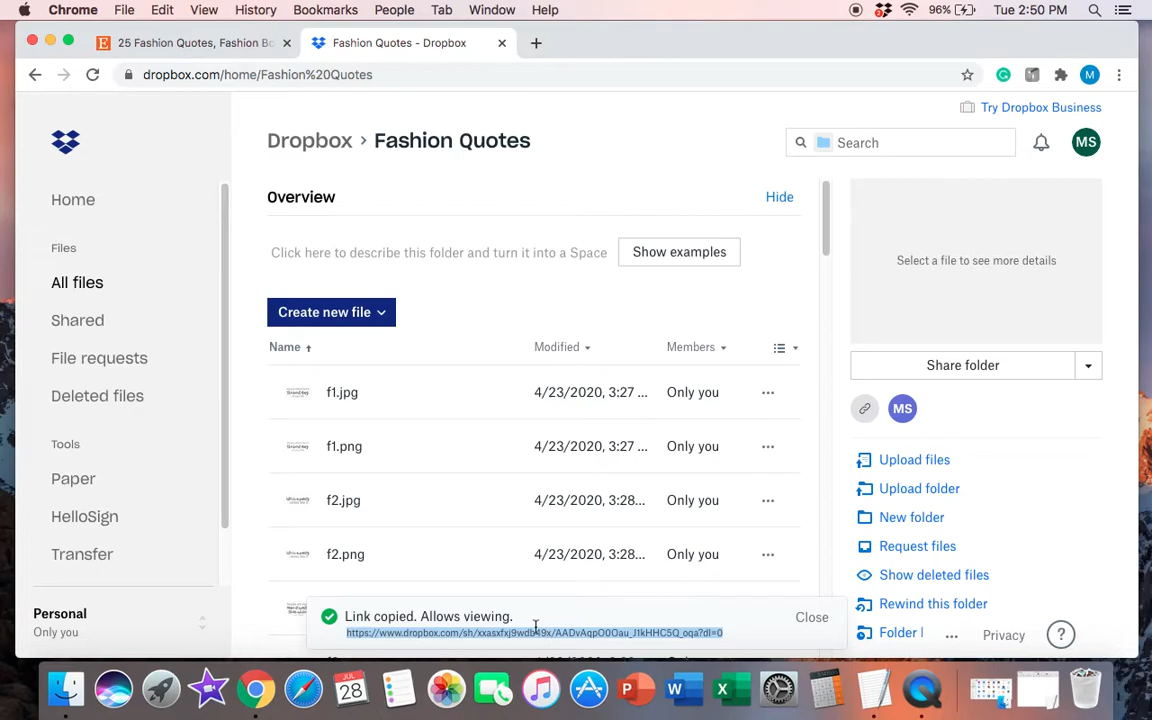 Chrome File Edit View History Bookmarks People Tab Window Help 96% Tue 2:50 PM
25 Fashion Quotes, Fashion Bo
Fashion Quotes - Dropbox
dropbox.com/home/Fashion%20Quotes
M
Try Dropbox Business
Dropbox › Fashion Quotes
Search
MS
Home
Files
All files
Shared
File requests
Deleted files
Tools
Paper
HelloSign
Transfer
Personal
Only you
Overview
Hide
Click here to describe this folder and turn it into a Space
Show examples
Create new file
Name Modified Members
f1.jpg 4/23/2020, 3:27 ... Only you
f1.png 4/23/2020, 3:27 ... Only you
f2.jpg 4/23/2020, 3:28... Only you
f2.png 4/23/2020, 3:28... Only you
Link copied. Allows viewing.
Close
Select a file to see more details
Share folder
MS
Upload files
Upload folder
New folder
Request files
Show deleted files
Rewind this folder
Folder
Privacy
?
JUL
28